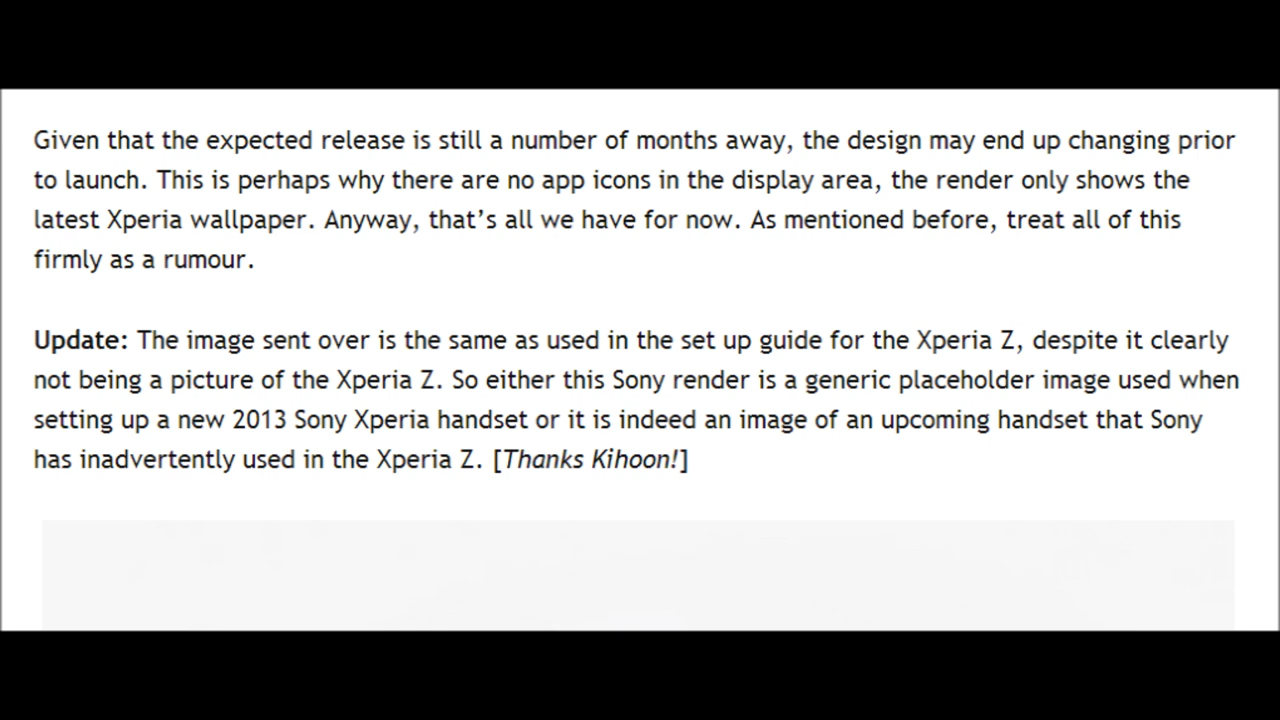 Given that the expected release is still a number of months away, the design may end up changing prior
to launch. This is perhaps why there are no app icons in the display area, the render only shows the
latest Xperia wallpaper. Anyway, that’s all we have for now. As mentioned before, treat all of this
firmly as a rumour.
Update: The image sent over is the same as used in the set up guide for the Xperia Z, despite it clearly
not being a picture of the Xperia Z. So either this Sony render is a generic placeholder image used when
setting up a new 2013 Sony Xperia handset or it is indeed an image of an upcoming handset that Sony
has inadvertently used in the Xperia Z. [Thanks Kihoon!]